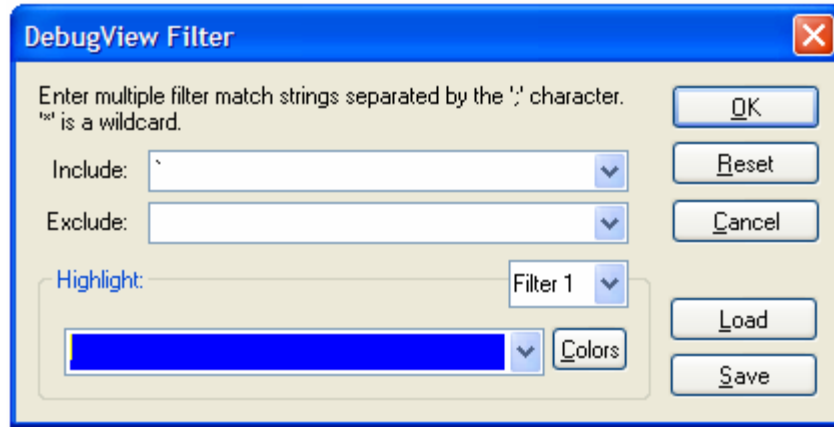 DebugView Filter
Enter multiple filter match strings separated by the ';' character.
'*' is a wildcard.
OK
Include: `
Reset
Exclude:
Cancel
Highlight:
Filter 1
Load
Colors
Save